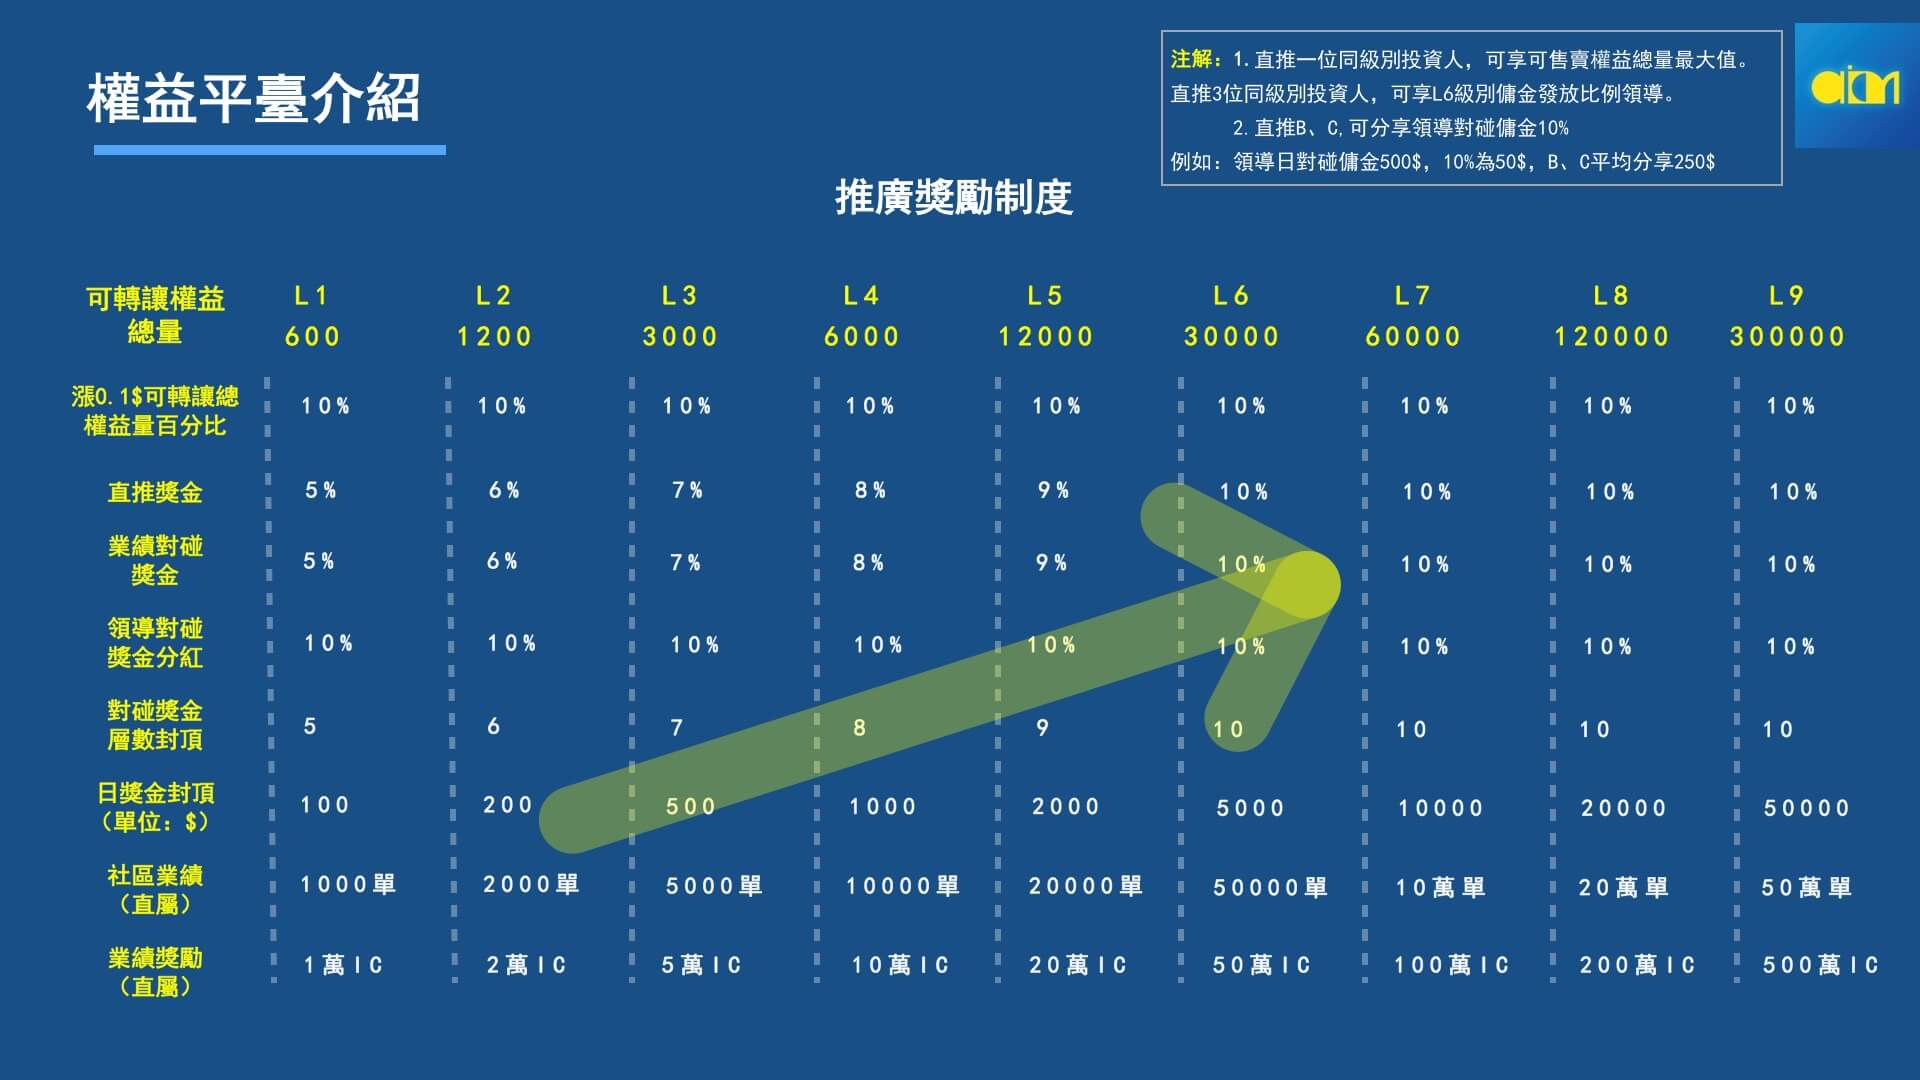 權益平臺介紹
注解：1.直推一位同級別投資人，可享可售賣權益總量最大值。
直推3位同級別投資人，可享L6級別傭金發放比例領導。
2.直推B、C,可分享領導對碰傭金10%
例如：領導日對碰傭金500$，10%為50$，B、C平均分享250$
aicm
推廣獎勵制度
可轉讓權益 L1 L2 L3 L4 L5 L6 L7 L8 L9
總量 600 1200 3000 6000 12000 30000 60000 120000 300000
漲0.1$可轉讓總
權益量百分比 10% 10% 10% 10% 10% 10% 10% 10% 10%
直推獎金 5% 6% 7% 8% 9% 10% 10% 10% 10%
業績對碰
獎金 5% 6% 7% 8% 9% 10% 10% 10% 10%
領導對碰
獎金分紅 10% 10% 10% 10% 10% 10% 10% 10% 10%
對碰獎金
層數封頂 5 6 7 8 9 10 10 10 10
日獎金封頂
（單位：$） 100 200 500 1000 2000 5000 10000 20000 50000
社區業績
（直屬） 1000單 2000單 5000單 10000單 20000單 50000單 10萬單 20萬單 50萬單
業績獎勵
（直屬） 1萬IC 2萬IC 5萬IC 10萬IC 20萬IC 50萬IC 100萬IC 200萬IC 500萬IC